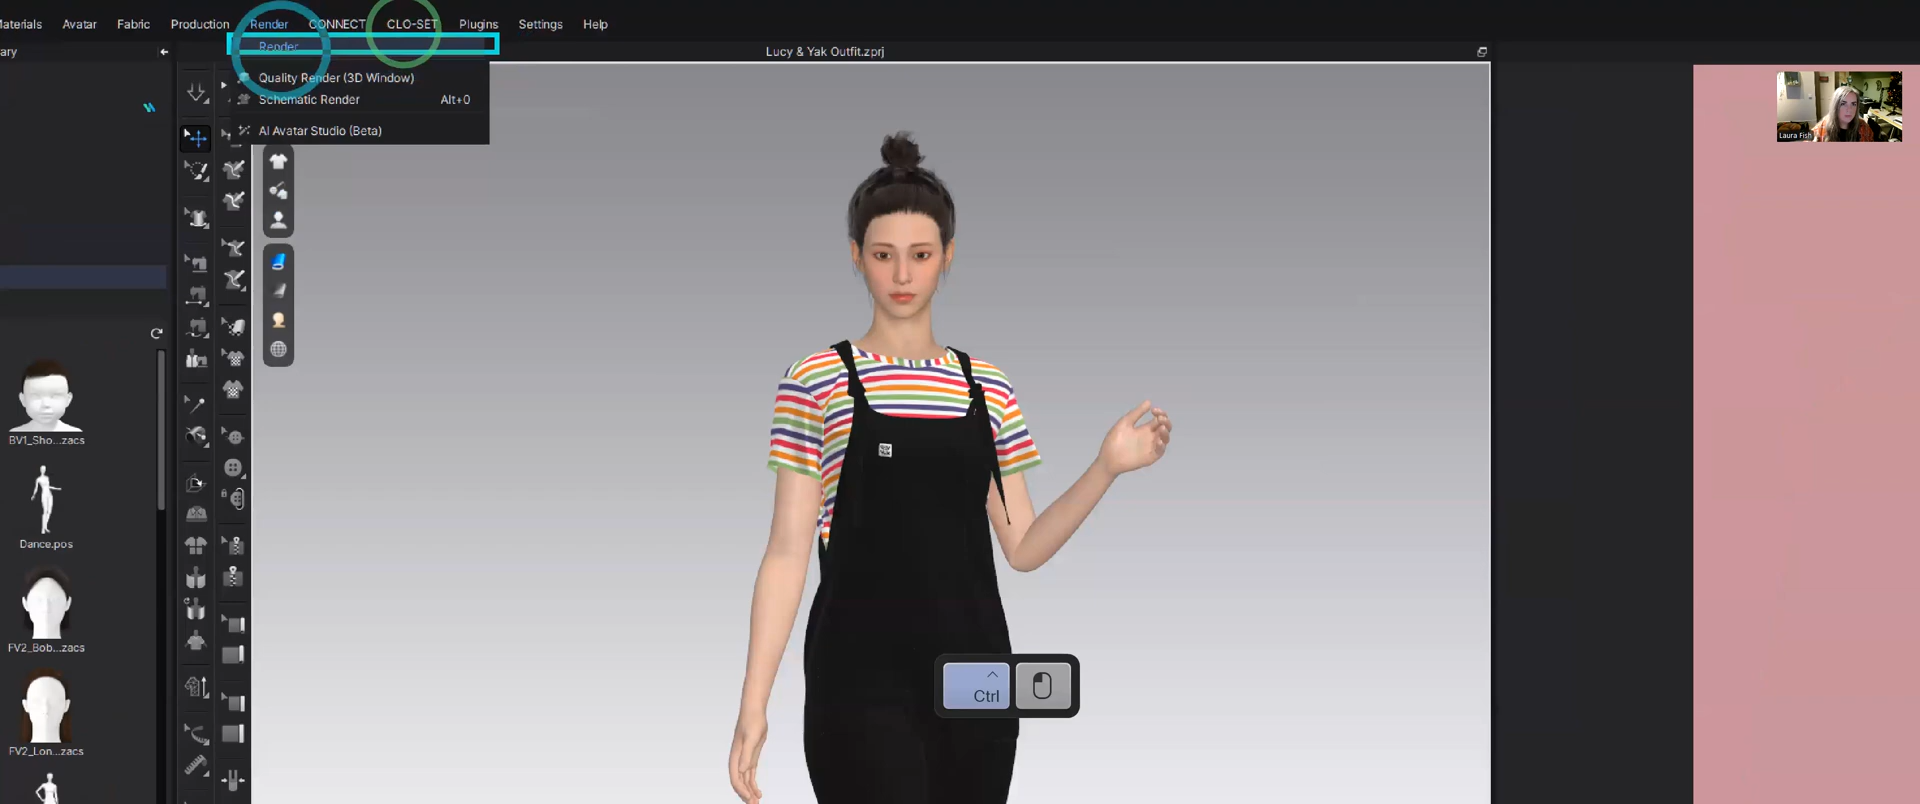 Materials Avatar Fabric Production Render CONNECT CLO-SET Plugins Settings Help
Render
Lucy & Yak Outfit.zprj
Quality Render (3D Window)
Schematic Render Alt+0
AI Avatar Studio (Beta)
Laura Fish
BV1_Sho...zacs
Dance.pos
FV2_Bob...zacs
FV2_Lon...zacs
Ctrl